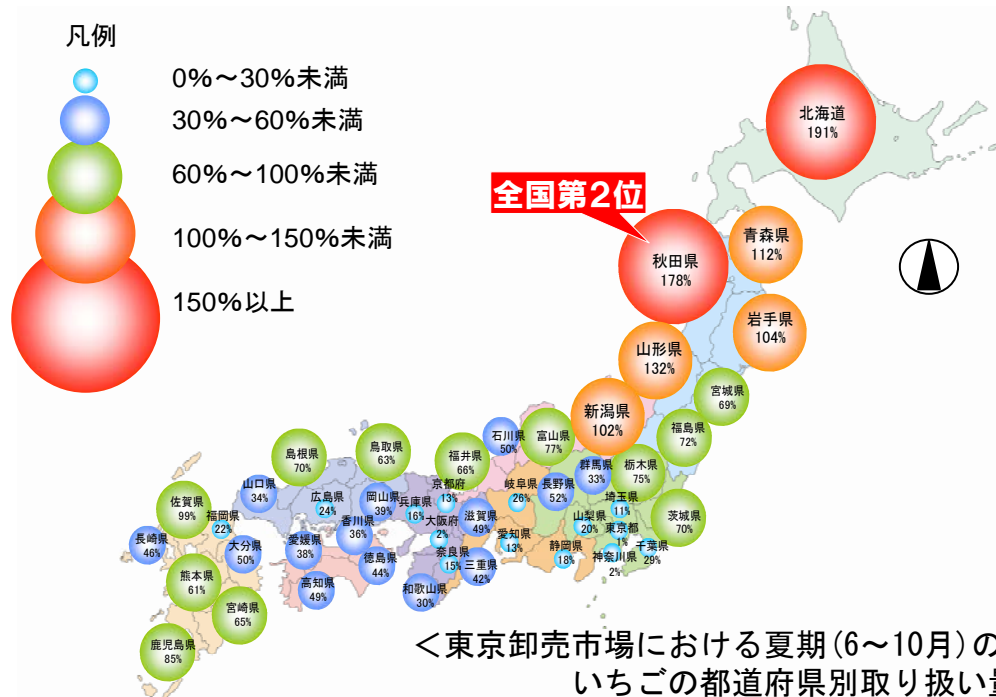 凡例
0%～30%未満
30%～60%未満
60%～100%未満
100%～150%未満
150%以上
北海道
191%
全国第2位
青森県
112%
秋田県
178%
岩手県
104%
山形県
132%
宮城県
69%
新潟県
102%
福島県
72%
石川県
50%
富山県
77%
鳥取県
63%
島根県
70%
福井県
66%
群馬県
33%
栃木県
75%
山口県
34%
広島県
24%
岡山県
39%
兵庫県
16%
京都府
13%
岐阜県
26%
長野県
52%
埼玉県
11%
茨城県
70%
佐賀県
99%
福岡県
22%
香川県
36%
大阪府
2%
滋賀県
49%
愛知県
13%
山梨県
20%
東京都
1%
長崎県
46%
大分県
50%
愛媛県
38%
徳島県
44%
奈良県
15%
三重県
42%
静岡県
18%
神奈川県
2%
千葉県
29%
熊本県
61%
高知県
49%
和歌山県
30%
宮崎県
65%
鹿児島県
85%
＜東京卸売市場における夏期(6～10月)の
いちごの都道府県別取り扱い量